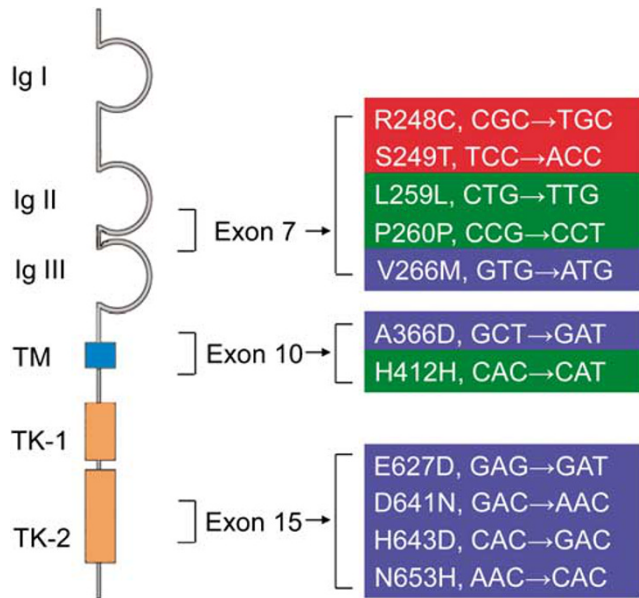 Ig I
Ig II
Ig III
TM
TK-1
TK-2
Exon 7→
R248C, CGC→TGC
S249T, TCC→ACC
L259L, CTG→TTG
P260P, CCG→CCT
V266M, GTG→ATG
Exon 10→
A366D, GCT→GAT
H412H, CAC→CAT
Exon 15→
E627D, GAG→GAT
D641N, GAC→AAC
H643D, CAC→GAC
N653H, AAC→CAC